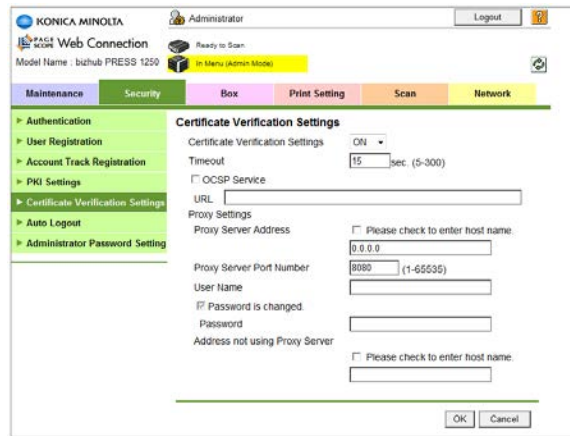 KONICA MINOLTA
Administrator
Logout
?
PAGE SCOPE Web Connection
Ready to Scan
Model Name : bizhub PRESS 1250
In Menu (Admin Mode)
Maintenance Security Box Print Setting Scan Network
Authentication
User Registration
Account Track Registration
PKI Settings
Certificate Verification Settings
Auto Logout
Administrator Password Setting
Certificate Verification Settings
Certificate Verification Settings ON
Timeout 15 sec. (5-300)
OCSP Service
URL
Proxy Settings
Proxy Server Address Please check to enter host name.
0.0.0.0
Proxy Server Port Number 8080 (1-65535)
User Name
Password is changed.
Password
Address not using Proxy Server
Please check to enter host name.
OK Cancel